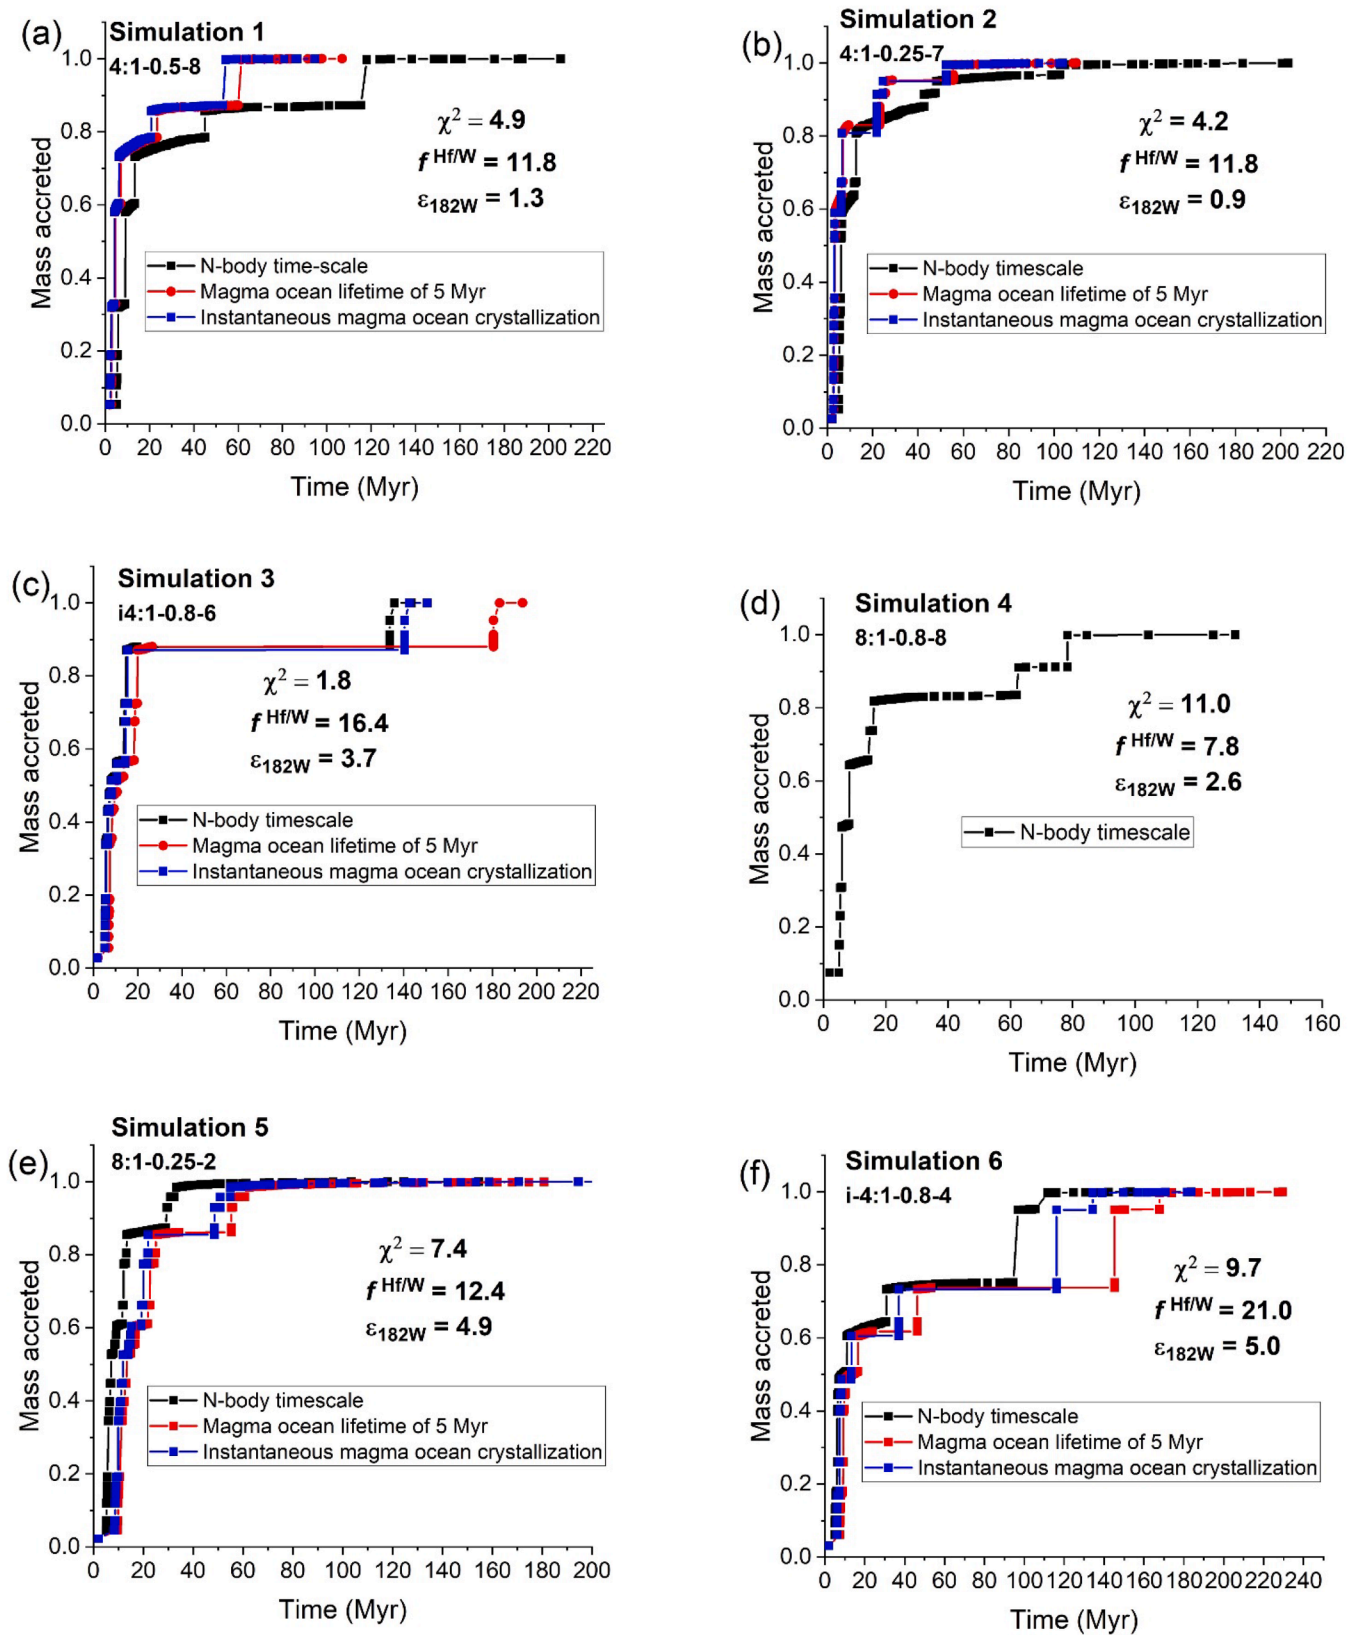 (a)
Simulation 1
4:1-0.5-8
χ² = 4.9
f Hf/W = 11.8
ε182W = 1.3
N-body time-scale
Magma ocean lifetime of 5 Myr
Instantaneous magma ocean crystallization
Mass accreted
1.0
0.8
0.6
0.4
0.2
0.0
0 20 40 60 80 100 120 140 160 180 200 220
Time (Myr)
(b)
Simulation 2
4:1-0.25-7
χ² = 4.2
f Hf/W = 11.8
ε182W = 0.9
N-body timescale
Magma ocean lifetime of 5 Myr
Instantaneous magma ocean crystallization
Mass accreted
1.0
0.8
0.6
0.4
0.2
0.0
0 20 40 60 80 100 120 140 160 180 200 220
Time (Myr)
(c)
Simulation 3
i4:1-0.8-6
χ² = 1.8
f Hf/W = 16.4
ε182W = 3.7
N-body timescale
Magma ocean lifetime of 5 Myr
Instantaneous magma ocean crystallization
Mass accreted
1.0
0.8
0.6
0.4
0.2
0.0
0 20 40 60 80 100 120 140 160 180 200 220
Time (Myr)
(d)
Simulation 4
8:1-0.8-8
χ² = 11.0
f Hf/W = 7.8
ε182W = 2.6
N-body timescale
Mass accreted
1.0
0.8
0.6
0.4
0.2
0.0
0 20 40 60 80 100 120 140 160
Time (Myr)
(e)
Simulation 5
8:1-0.25-2
χ² = 7.4
f Hf/W = 12.4
ε182W = 4.9
N-body timescale
Magma ocean lifetime of 5 Myr
Instantaneous magma ocean crystallization
Mass accreted
1.0
0.8
0.6
0.4
0.2
0.0
0 20 40 60 80 100 120 140 160 180 200
Time (Myr)
(f)
Simulation 6
i-4:1-0.8-4
χ² = 9.7
f Hf/W = 21.0
ε182W = 5.0
N-body timescale
Magma ocean lifetime of 5 Myr
Instantaneous magma ocean crystallization
Mass accreted
1.0
0.8
0.6
0.4
0.2
0.0
0 20 40 60 80 100 120 140 160 180 200 220 240
Time (Myr)